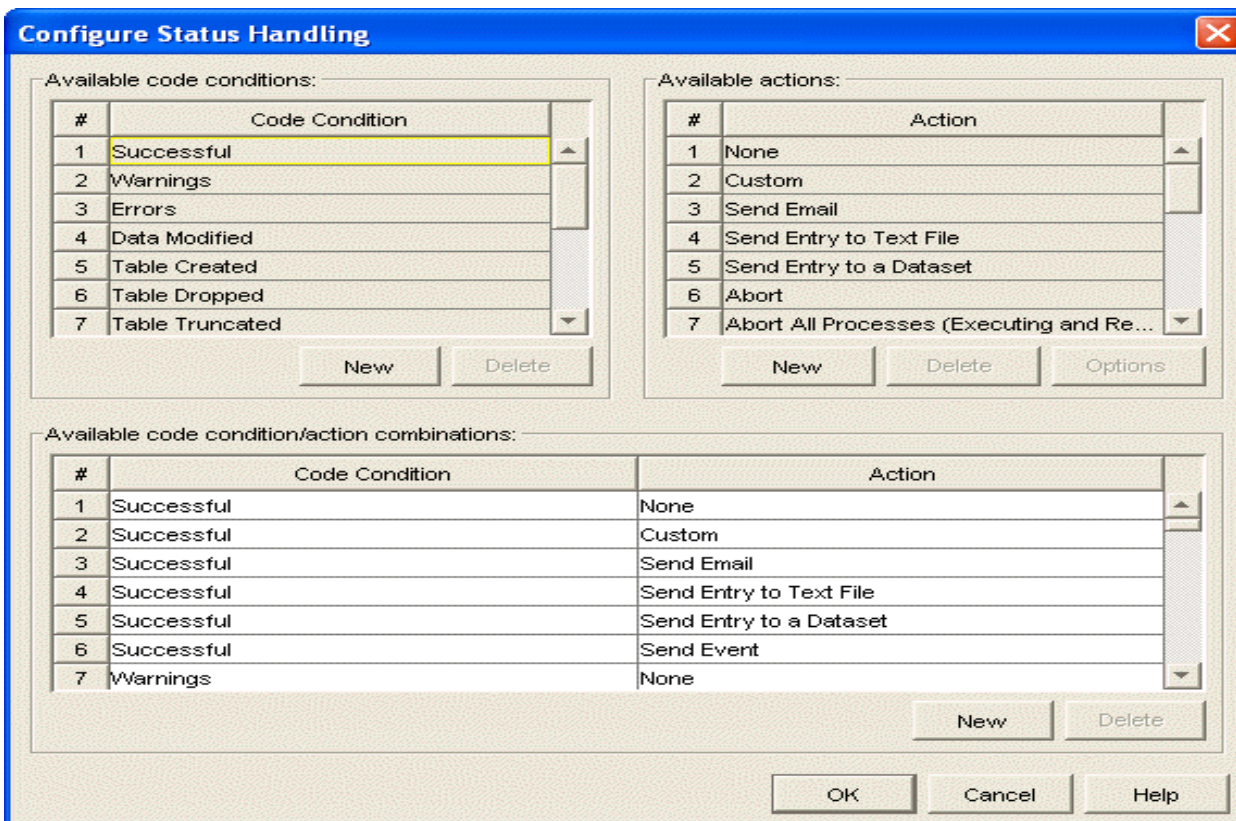 Configure Status Handling
Available code conditions:
# Code Condition
1 Successful
2 Warnings
3 Errors
4 Data Modified
5 Table Created
6 Table Dropped
7 Table Truncated
New Delete
Available actions:
# Action
1 None
2 Custom
3 Send Email
4 Send Entry to Text File
5 Send Entry to a Dataset
6 Abort
7 Abort All Processes (Executing and Re...
New Delete Options
Available code condition/action combinations:
# Code Condition Action
1 Successful None
2 Successful Custom
3 Successful Send Email
4 Successful Send Entry to Text File
5 Successful Send Entry to a Dataset
6 Successful Send Event
7 Warnings None
New Delete
OK Cancel Help